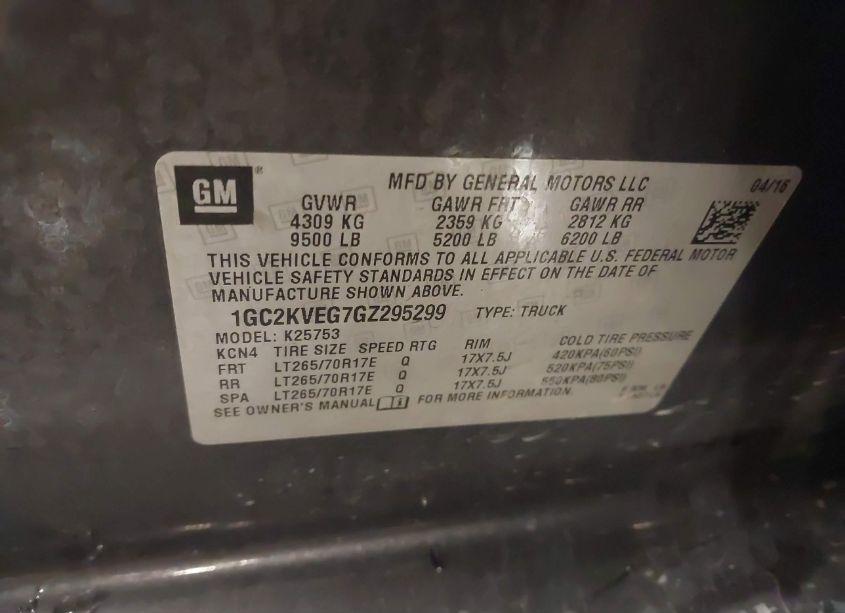 GM ® MFD BY GENERAL MOTORS LLC 04/16
GVWR GAWR FRT GAWR RR
4309 KG 2359 KG 2812 KG
9500 LB 5200 LB 6200 LB
THIS VEHICLE CONFORMS TO ALL APPLICABLE U.S. FEDERAL MOTOR
VEHICLE SAFETY STANDARDS IN EFFECT ON THE DATE OF
MANUFACTURE SHOWN ABOVE.
1GC2KVEG7GZ295299 TYPE: TRUCK
MODEL: K25753
KCN4 TIRE SIZE SPEED RTG RIM COLD TIRE PRESSURE
FRT LT265/70R17E Q 17X7.5J 420KPA(60PSI)
RR LT265/70R17E Q 17X7.5J 520KPA(75PSI)
SPA LT265/70R17E Q 17X7.5J 550KPA(80PSI)
SEE OWNER'S MANUAL FOR MORE INFORMATION.